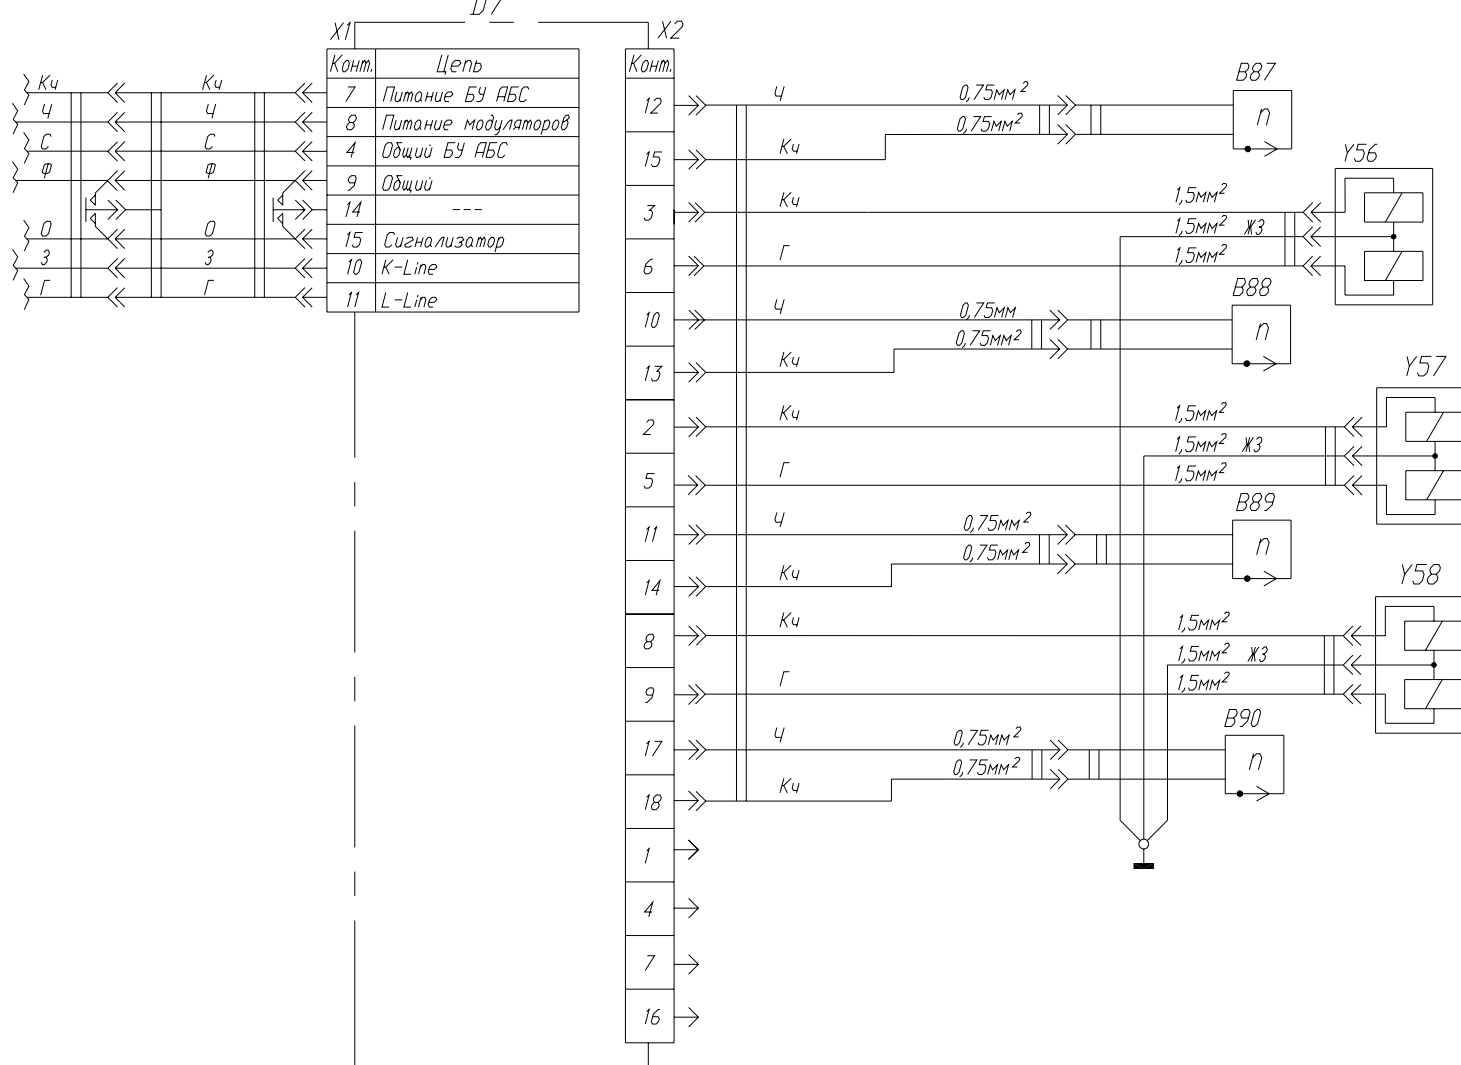 D7
X1
X2
Конт. Цепь
7 Питание БУ АБС
8 Питание модуляторов
4 Общий БУ АБС
9 Общий
14 ---
15 Сигнализатор
10 K-Line
11 L-Line
Кч Кч
Ч Ч
С С
Ф Ф
О О
З З
Г Г
Конт.
12 Ч 0,75мм² B87
0,75мм² n
15 Кч
Y56
3 Кч 1,5мм²
1,5мм² ЖЗ
6 Г 1,5мм²
B88
10 Ч 0,75мм
0,75мм² n
13 Кч
Y57
2 Кч 1,5мм²
1,5мм² ЖЗ
5 Г 1,5мм²
B89
11 Ч 0,75мм²
0,75мм² n
14 Кч
Y58
8 Кч 1,5мм²
1,5мм² ЖЗ
9 Г 1,5мм²
B90
17 Ч 0,75мм²
0,75мм² n
18 Кч
1
4
7
16